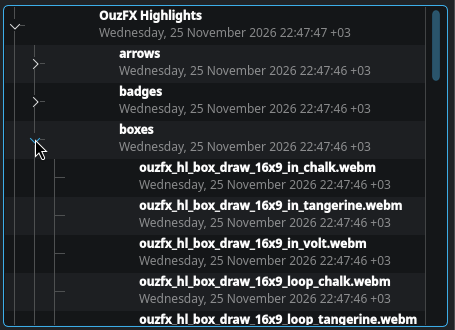 OuzFX Highlights
Wednesday, 25 November 2026 22:47:47 +03
arrows
Wednesday, 25 November 2026 22:47:46 +03
badges
Wednesday, 25 November 2026 22:47:46 +03
boxes
Wednesday, 25 November 2026 22:47:46 +03
ouzfx_hl_box_draw_16x9_in_chalk.webm
Wednesday, 25 November 2026 22:47:46 +03
ouzfx_hl_box_draw_16x9_in_tangerine.webm
Wednesday, 25 November 2026 22:47:46 +03
ouzfx_hl_box_draw_16x9_in_volt.webm
Wednesday, 25 November 2026 22:47:46 +03
ouzfx_hl_box_draw_16x9_loop_chalk.webm
Wednesday, 25 November 2026 22:47:46 +03
ouzfx_hl_box_draw_16x9_loop_tangerine.webm